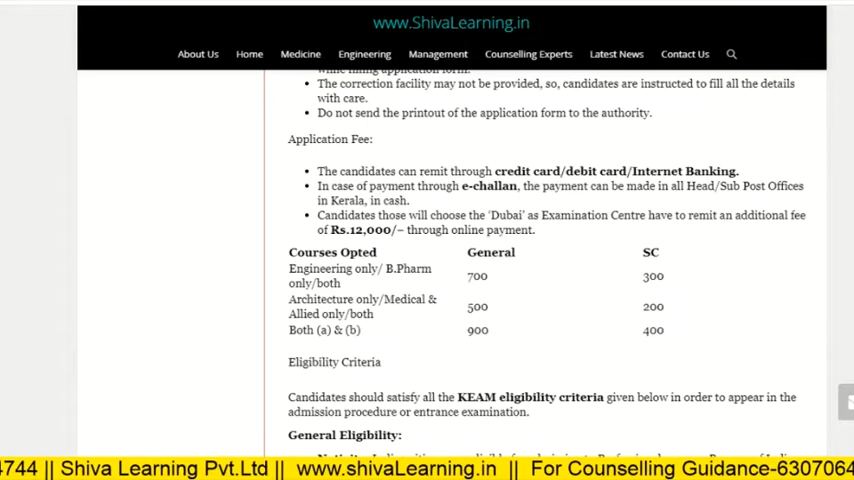 www.ShivaLearning.in
About Us Home Medicine Engineering Management Counselling Experts Latest News Contact Us
while filling application form.
• The correction facility may not be provided, so, candidates are instructed to fill all the details
with care.
• Do not send the printout of the application form to the authority.
Application Fee:
• The candidates can remit through credit card/debit card/Internet Banking.
• In case of payment through e-challan, the payment can be made in all Head/Sub Post Offices
in Kerala, in cash.
• Candidates those will choose the 'Dubai' as Examination Centre have to remit an additional fee
of Rs.12,000/– through online payment.
Courses Opted General SC
Engineering only/ B.Pharm
only/both 700 300
Architecture only/Medical &
Allied only/both 500 200
Both (a) & (b) 900 400
Eligibility Criteria
Candidates should satisfy all the KEAM eligibility criteria given below in order to appear in the
admission procedure or entrance examination.
General Eligibility:
4744 || Shiva Learning Pvt.Ltd || www.shivaLearning.in || For Counselling Guidance-6307064